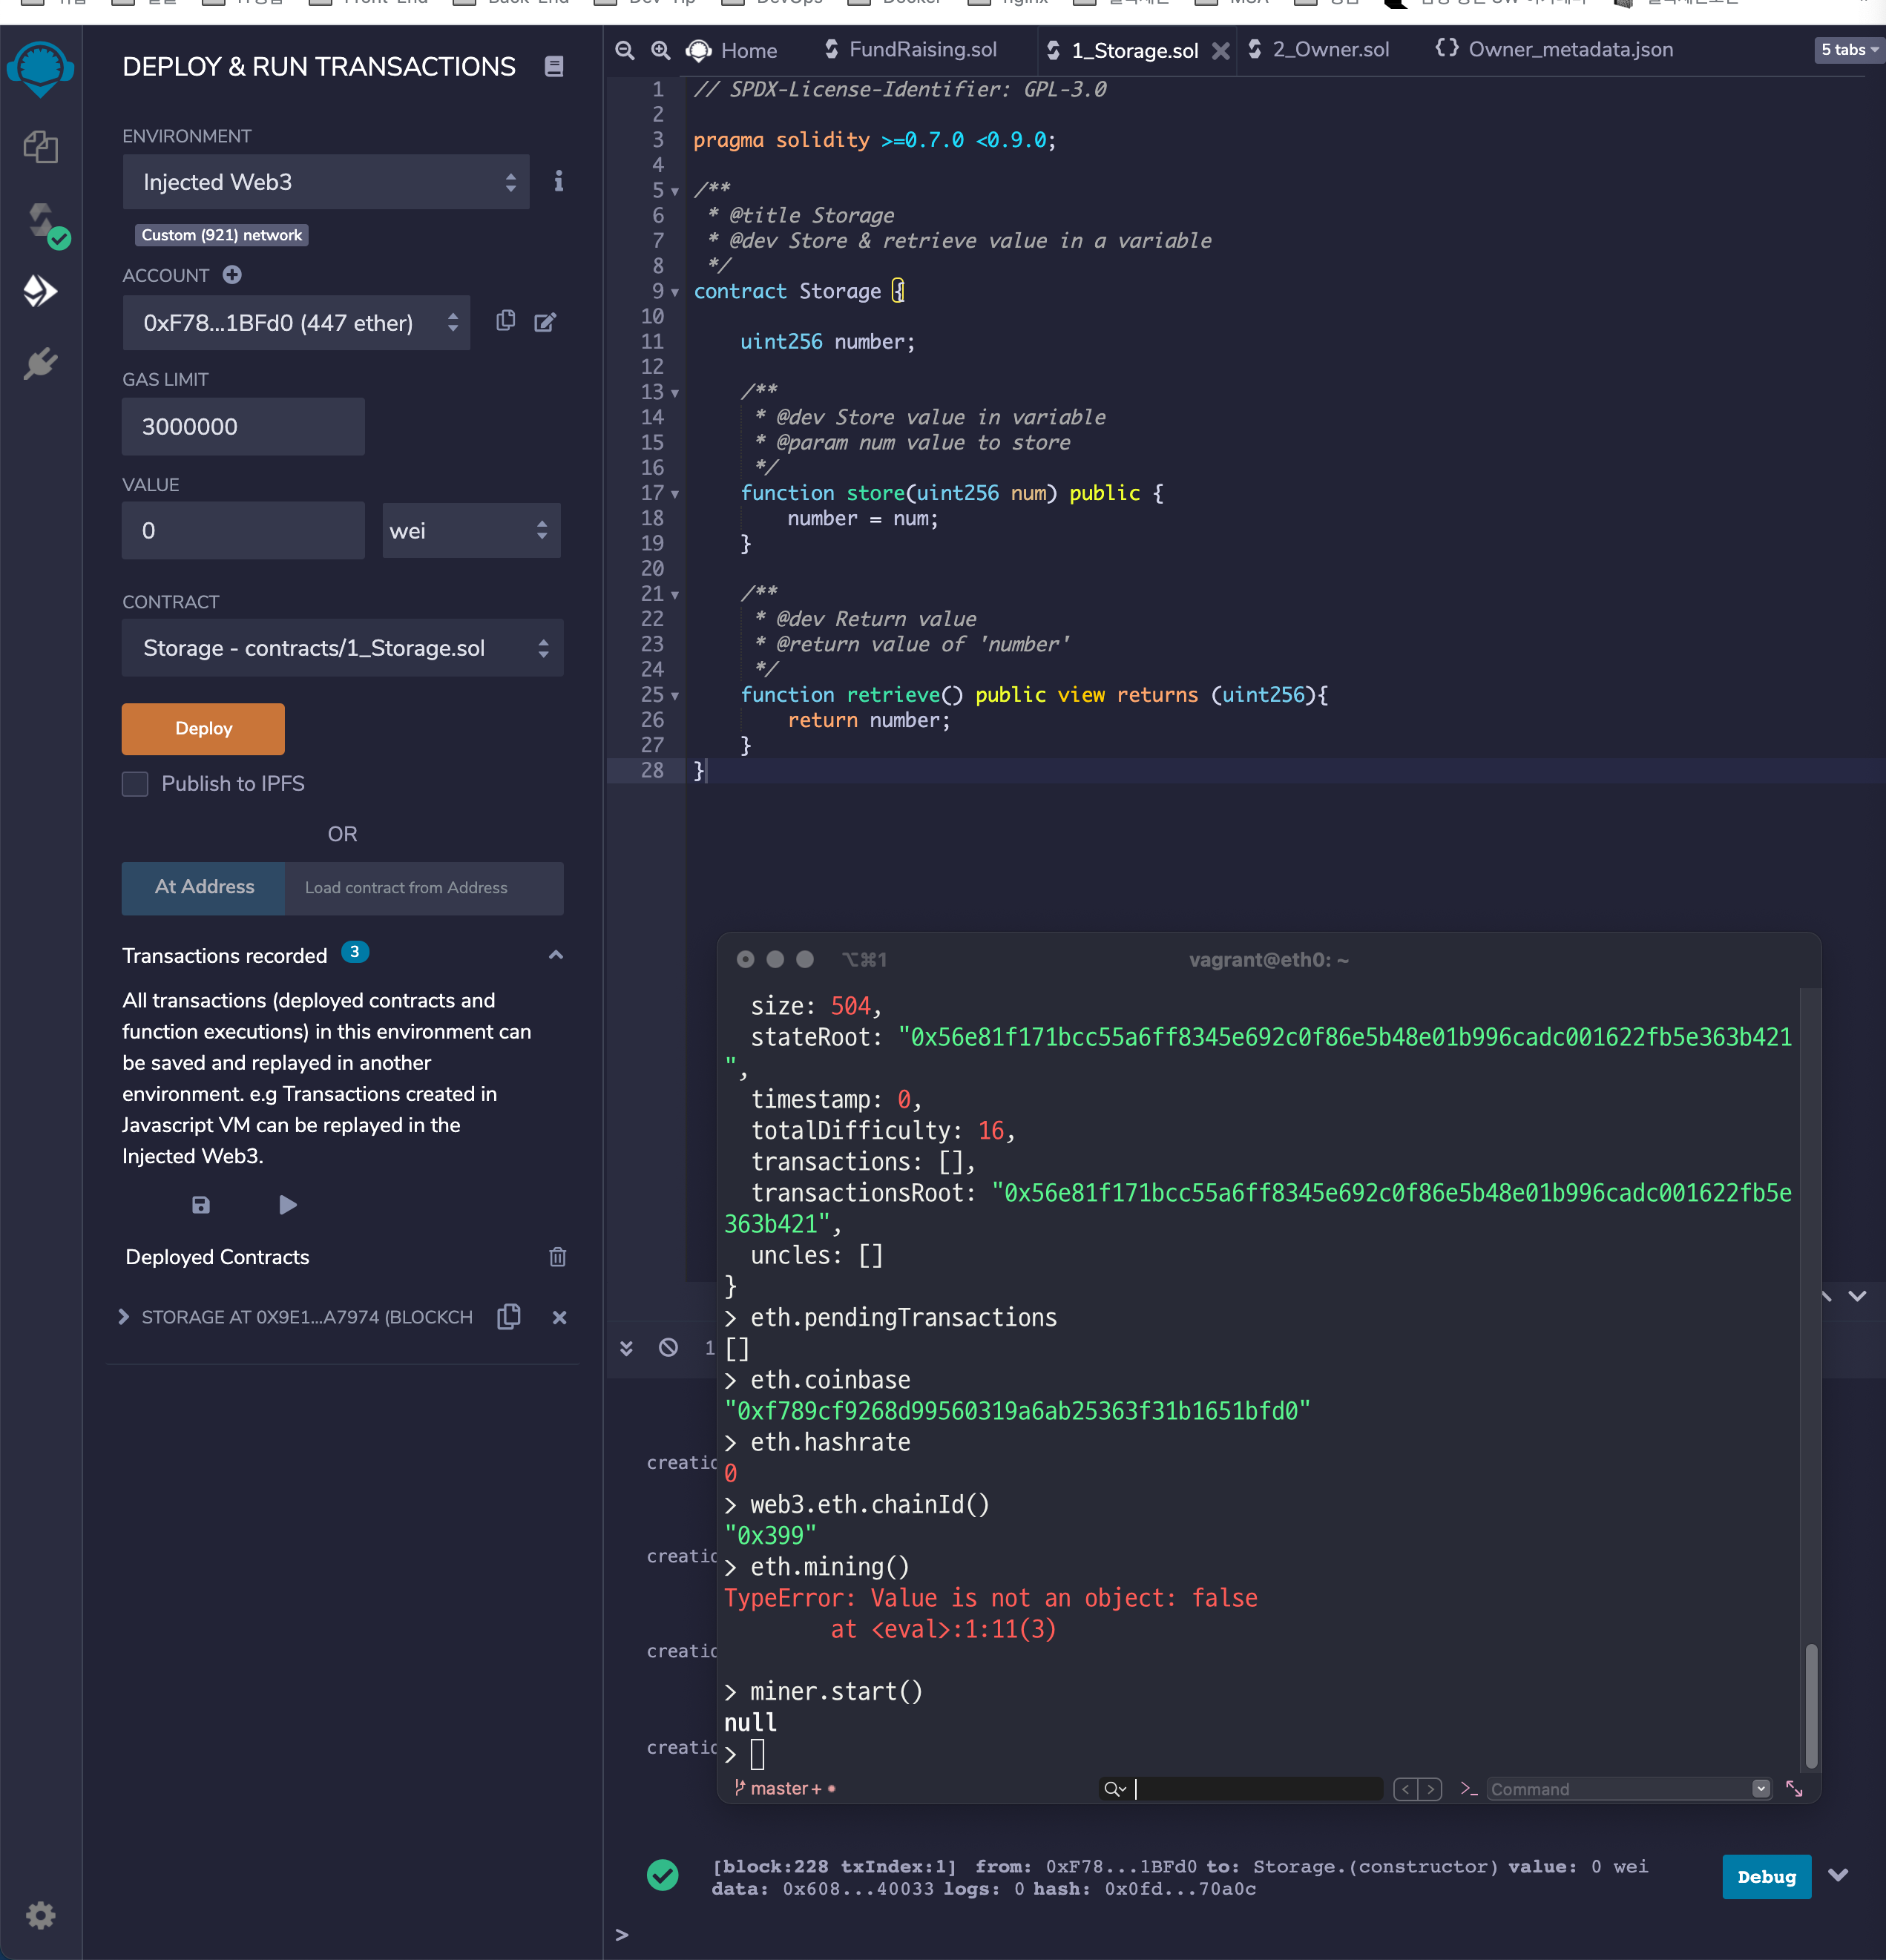 DEPLOY & RUN TRANSACTIONS
ENVIRONMENT
Injected Web3
Custom (921) network
ACCOUNT
0xF78...1BFd0 (447 ether)
GAS LIMIT
3000000
VALUE
0
wei
CONTRACT
Storage - contracts/1_Storage.sol
Deploy
Publish to IPFS
OR
At Address
Load contract from Address
Transactions recorded 3
All transactions (deployed contracts and
function executions) in this environment can
be saved and replayed in another
environment. e.g Transactions created in
Javascript VM can be replayed in the
Injected Web3.
Deployed Contracts
STORAGE AT 0X9E1...A7974 (BLOCKCH
Home
FundRaising.sol
1_Storage.sol
2_Owner.sol
{} Owner_metadata.json
5 tabs
1 // SPDX-License-Identifier: GPL-3.0
2
3 pragma solidity >=0.7.0 <0.9.0;
4
5 /**
6  * @title Storage
7  * @dev Store & retrieve value in a variable
8  */
9 contract Storage {
10
11     uint256 number;
12
13     /**
14      * @dev Store value in variable
15      * @param num value to store
16      */
17     function store(uint256 num) public {
18         number = num;
19     }
20
21     /**
22      * @dev Return value
23      * @return value of 'number'
24      */
25     function retrieve() public view returns (uint256){
26         return number;
27     }
28 }
⌥⌘1
vagrant@eth0: ~
size: 504,
stateRoot: "0x56e81f171bcc55a6ff8345e692c0f86e5b48e01b996cadc001622fb5e363b421
",
timestamp: 0,
totalDifficulty: 16,
transactions: [],
transactionsRoot: "0x56e81f171bcc55a6ff8345e692c0f86e5b48e01b996cadc001622fb5e
363b421",
uncles: []
}
> eth.pendingTransactions
[]
> eth.coinbase
"0xf789cf9268d99560319a6ab25363f31b1651bfd0"
> eth.hashrate
0
> web3.eth.chainId()
"0x399"
> eth.mining()
TypeError: Value is not an object: false
at <eval>:1:11(3)
> miner.start()
null
>
master+
Command
1
creatio
creatio
creatio
creatio
[block:228 txIndex:1] from: 0xF78...1BFd0 to: Storage.(constructor) value: 0 wei
data: 0x608...40033 logs: 0 hash: 0x0fd...70a0c
Debug
>